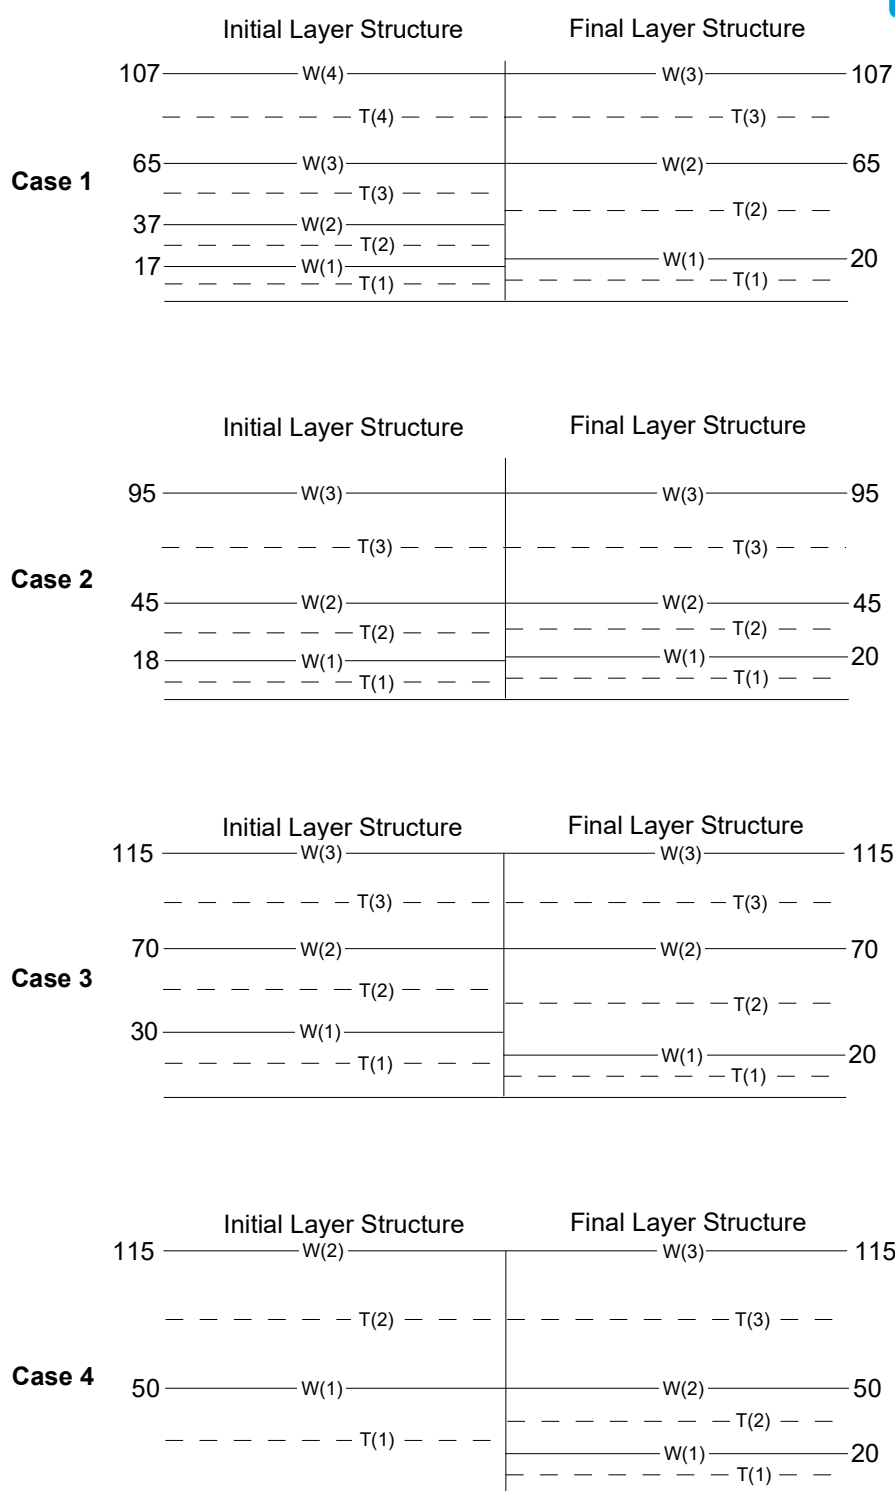 Initial Layer Structure Final Layer Structure
107 W(4) W(3) 107
T(4) T(3)
Case 1
65 W(3) W(2) 65
T(3)
T(2)
37 W(2)
T(2)
W(1) 20
17 W(1)
T(1) T(1)
Initial Layer Structure Final Layer Structure
95 W(3) W(3) 95
T(3) T(3)
Case 2
45 W(2) W(2) 45
T(2) T(2)
18 W(1) W(1) 20
T(1) T(1)
Initial Layer Structure Final Layer Structure
115 W(3) W(3) 115
T(3) T(3)
70 W(2) W(2) 70
Case 3
T(2) T(2)
30 W(1)
W(1) 20
T(1) T(1)
Initial Layer Structure Final Layer Structure
115 W(2) W(3) 115
T(2) T(3)
Case 4
50 W(1) W(2) 50
T(2)
T(1)
W(1) 20
T(1)